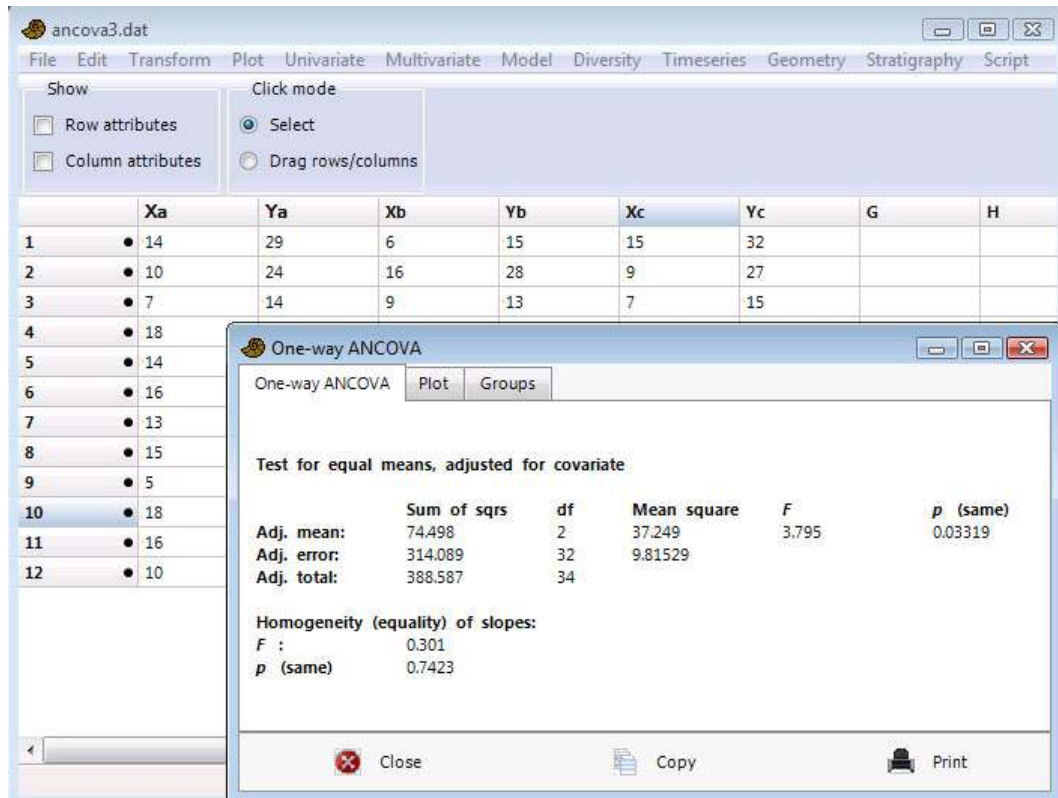 ancova3.dat
File Edit Transform Plot Univariate Multivariate Model Diversity Timeseries Geometry Stratigraphy Script
Show Click mode
Row attributes Select
Column attributes Drag rows/columns
Xa Ya Xb Yb Xc Yc G H
1 14 29 6 15 15 32
2 10 24 16 28 9 27
3 7 14 9 13 7 15
4 18
5 14
6 16
7 13
8 15
9 5
10 18
11 16
12 10
One-way ANCOVA
One-way ANCOVA Plot Groups
Test for equal means, adjusted for covariate
Sum of sqrs df Mean square F p (same)
Adj. mean: 74.498 2 37.249 3.795 0.03319
Adj. error: 314.089 32 9.81529
Adj. total: 388.587 34
Homogeneity (equality) of slopes:
F : 0.301
p (same) 0.7423
Close Copy Print